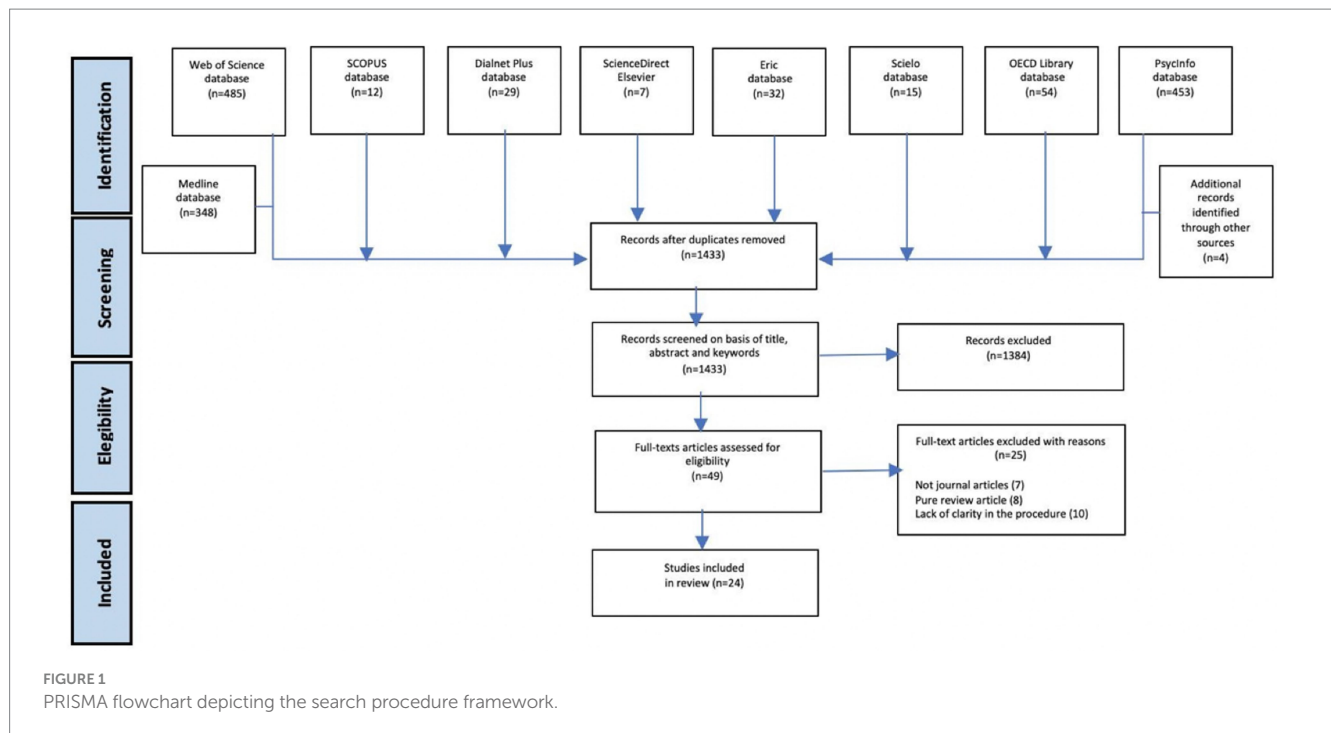 Identification
Web of Science
database
(n=485)
SCOPUS
database
(n=12)
Dialnet Plus
database
(n=29)
ScienceDirect
Elsevier
(n=7)
Eric
database
(n=32)
Scielo
database
(n=15)
OECD Library
database
(n=54)
PsycInfo
database
(n=453)
Medline
database
(n=348)
Additional
records
identified
through other
sources
(n=4)
Screening
Records after duplicates removed
(n=1433)
Records screened on basis of title,
abstract and keywords
(n=1433)
Records excluded
(n=1384)
Elegibility
Full-texts articles assessed for
eligibility
(n=49)
Full-text articles excluded with reasons
(n=25)
Not journal articles (7)
Pure review article (8)
Lack of clarity in the procedure (10)
Included
Studies included
in review (n=24)
FIGURE 1
PRISMA flowchart depicting the search procedure framework.